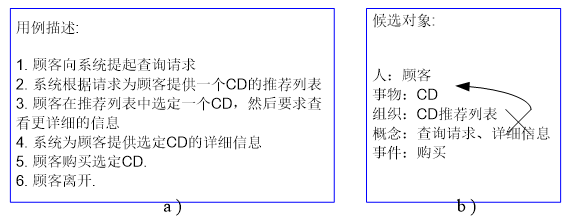 用例描述:
1. 顾客向系统提起查询请求
2. 系统根据请求为顾客提供一个CD的推荐列表
3. 顾客在推荐列表中选定一个CD，然后要求查
看更详细的信息
4. 系统为顾客提供选定CD的详细信息
5. 顾客购买选定CD.
6. 顾客离开.
a )
候选对象:
人：顾客
事物：CD
组织：CD推荐列表
概念：查询请求、详细信息
事件：购买
b )